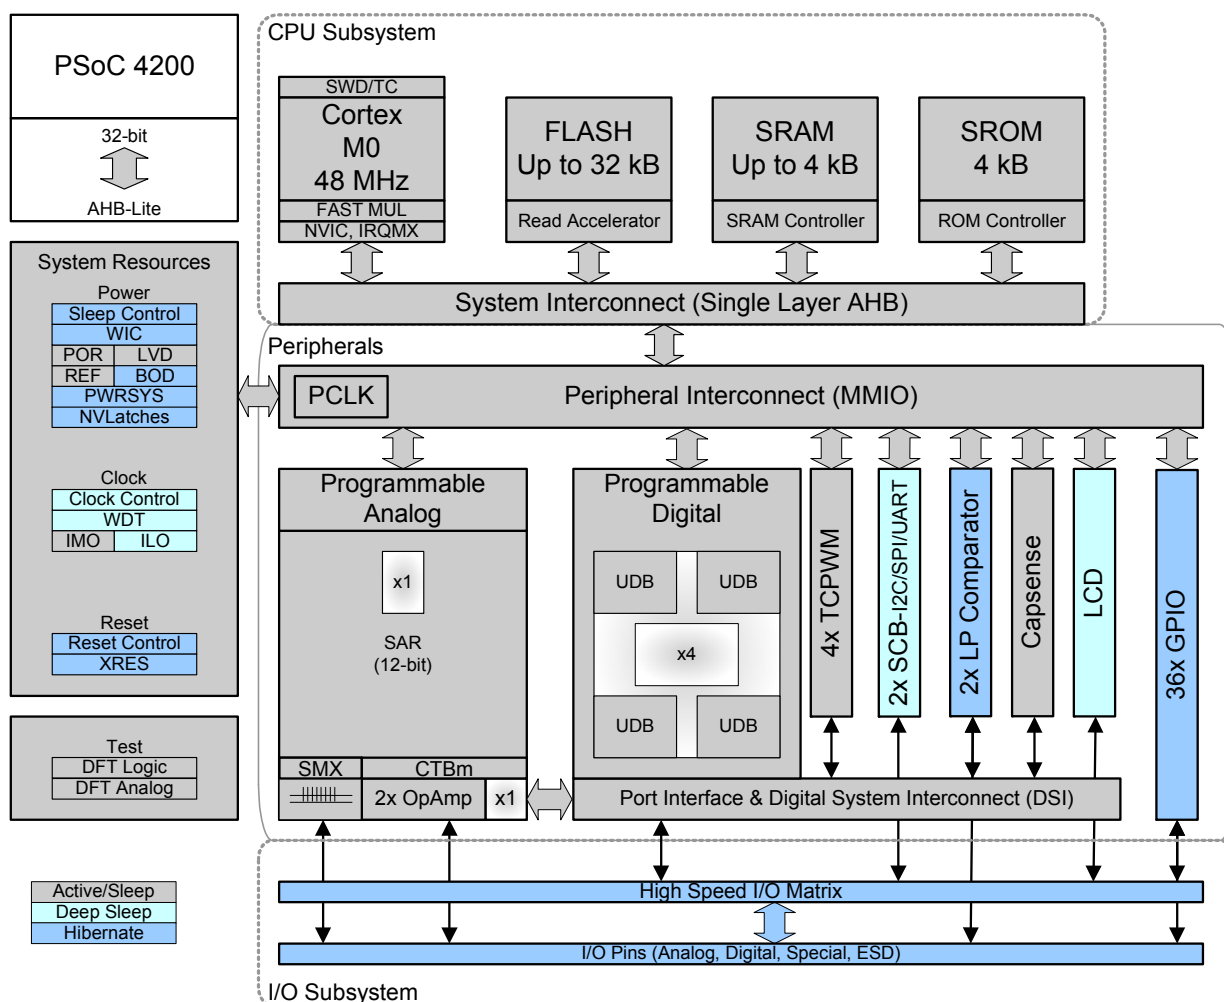 PSoC 4200
32-bit
AHB-Lite
CPU Subsystem
SWD/TC
Cortex
M0
48 MHz
FAST MUL
NVIC, IRQMX
FLASH
Up to 32 kB
Read Accelerator
SRAM
Up to 4 kB
SRAM Controller
SROM
4 kB
ROM Controller
System Interconnect (Single Layer AHB)
System Resources
Power
Sleep Control
WIC
POR LVD
REF BOD
PWRSYS
NVLatches
Clock
Clock Control
WDT
IMO ILO
Reset
Reset Control
XRES
Test
DFT Logic
DFT Analog
Peripherals
PCLK
Peripheral Interconnect (MMIO)
Programmable
Analog
x1
SAR
(12-bit)
SMX
CTBm
2x OpAmp
x1
Programmable
Digital
UDB UDB
x4
UDB UDB
4x TCPWM
2x SCB-I2C/SPI/UART
2x LP Comparator
Capsense
LCD
36x GPIO
Port Interface & Digital System Interconnect (DSI)
High Speed I/O Matrix
I/O Pins (Analog, Digital, Special, ESD)
I/O Subsystem
Active/Sleep
Deep Sleep
Hibernate